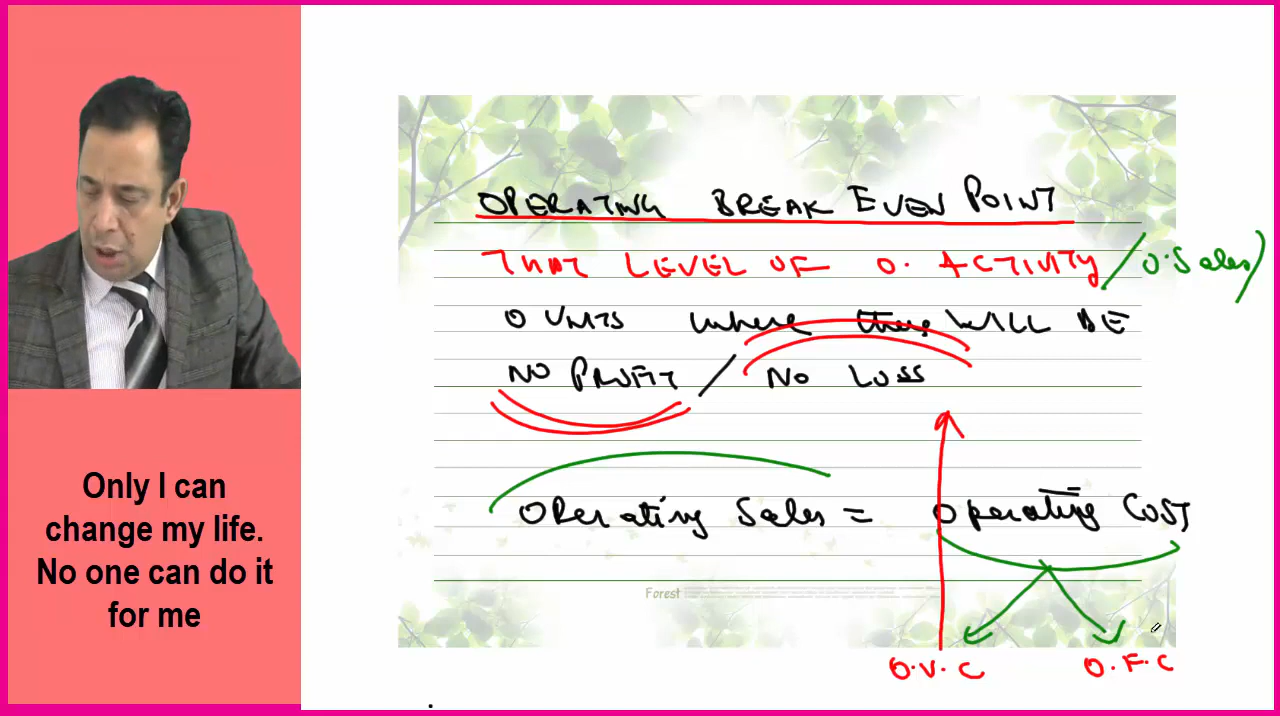 Only I can
change my life.
No one can do it
for me
OPERATING BREAK EVEN POINT
THAT LEVEL OF O. ACTIVITY / O.Sales)
O UNITS where there WILL BE
NO PROFIT / NO LOSS
Operating Sales = Operating COST
Forest
O.V.C O.F.C